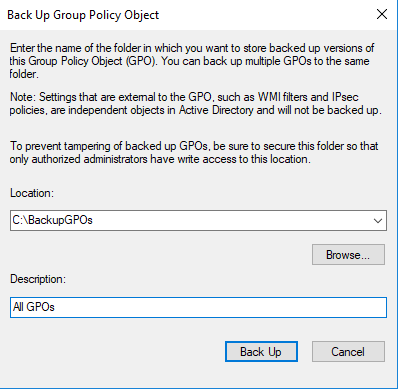 Back Up Group Policy Object
Enter the name of the folder in which you want to store backed up versions of
this Group Policy Object (GPO). You can back up multiple GPOs to the same
folder.
Note: Settings that are external to the GPO, such as WMI filters and IPsec
policies, are independent objects in Active Directory and will not be backed up.
To prevent tampering of backed up GPOs, be sure to secure this folder so that
only authorized administrators have write access to this location.
Location:
C:\BackupGPOs
Browse...
Description:
All GPOs
Back Up
Cancel